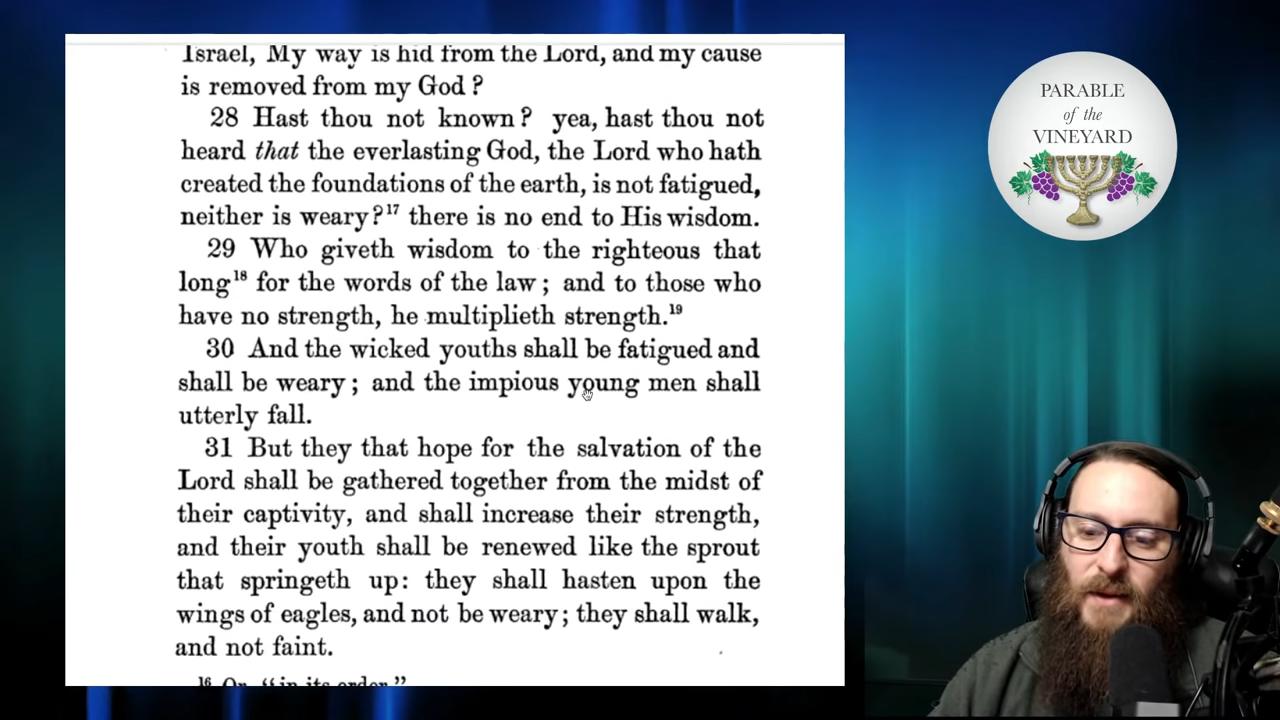 Israel, My way is hid from the Lord, and my cause
is removed from my God ?
28 Hast thou not known ? yea, hast thou not
heard that the everlasting God, the Lord who hath
created the foundations of the earth, is not fatigued,
neither is weary ?17 there is no end to His wisdom.
29 Who giveth wisdom to the righteous that
long18 for the words of the law ; and to those who
have no strength, he multiplieth strength.19
30 And the wicked youths shall be fatigued and
shall be weary ; and the impious young men shall
utterly fall.
31 But they that hope for the salvation of the
Lord shall be gathered together from the midst of
their captivity, and shall increase their strength,
and their youth shall be renewed like the sprout
that springeth up: they shall hasten upon the
wings of eagles, and not be weary ; they shall walk,
and not faint.
16 Or, “in its order.”
PARABLE
of the
VINEYARD